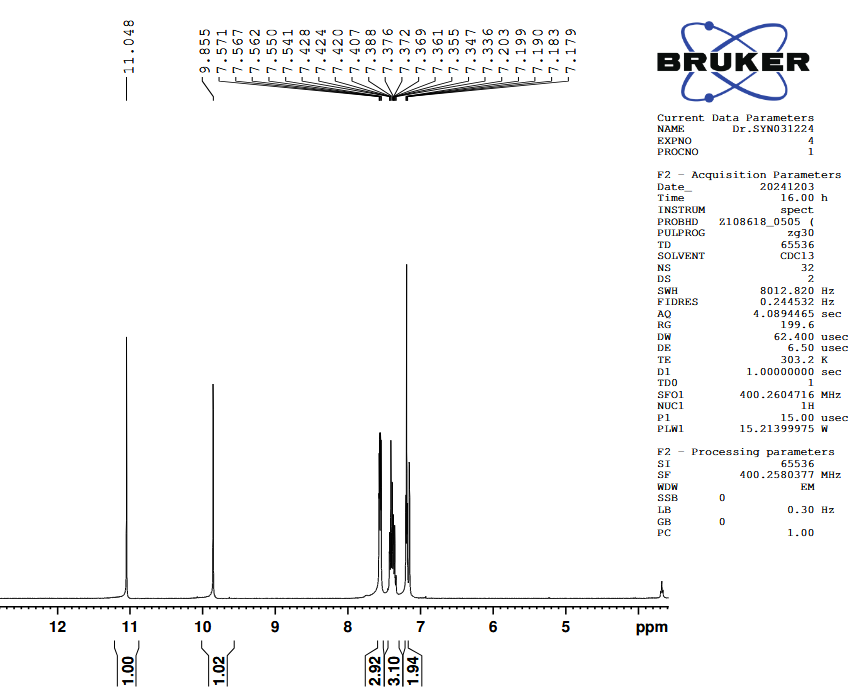 11.048
9.855
7.571
7.567
7.562
7.550
7.541
7.428
7.424
7.420
7.407
7.388
7.376
7.372
7.369
7.361
7.355
7.347
7.336
7.203
7.199
7.190
7.183
7.179
BRUKER
Current Data Parameters
NAME Dr.SYN031224
EXPNO 4
PROCNO 1
F2 - Acquisition Parameters
Date_ 20241203
Time 16.00 h
INSTRUM spect
PROBHD Z108618_0505 (
PULPROG zg30
TD 65536
SOLVENT CDCl3
NS 32
DS 2
SWH 8012.820 Hz
FIDRES 0.244532 Hz
AQ 4.0894465 sec
RG 199.6
DW 62.400 usec
DE 6.50 usec
TE 303.2 K
D1 1.00000000 sec
TD0 1
SFO1 400.2604716 MHz
NUC1 1H
P1 15.00 usec
PLW1 15.21399975 W
F2 - Processing parameters
SI 65536
SF 400.2580377 MHz
WDW EM
SSB 0
LB 0.30 Hz
GB 0
PC 1.00
12 11 10 9 8 7 6 5 ppm
1.00
1.02
2.92
3.10
1.94